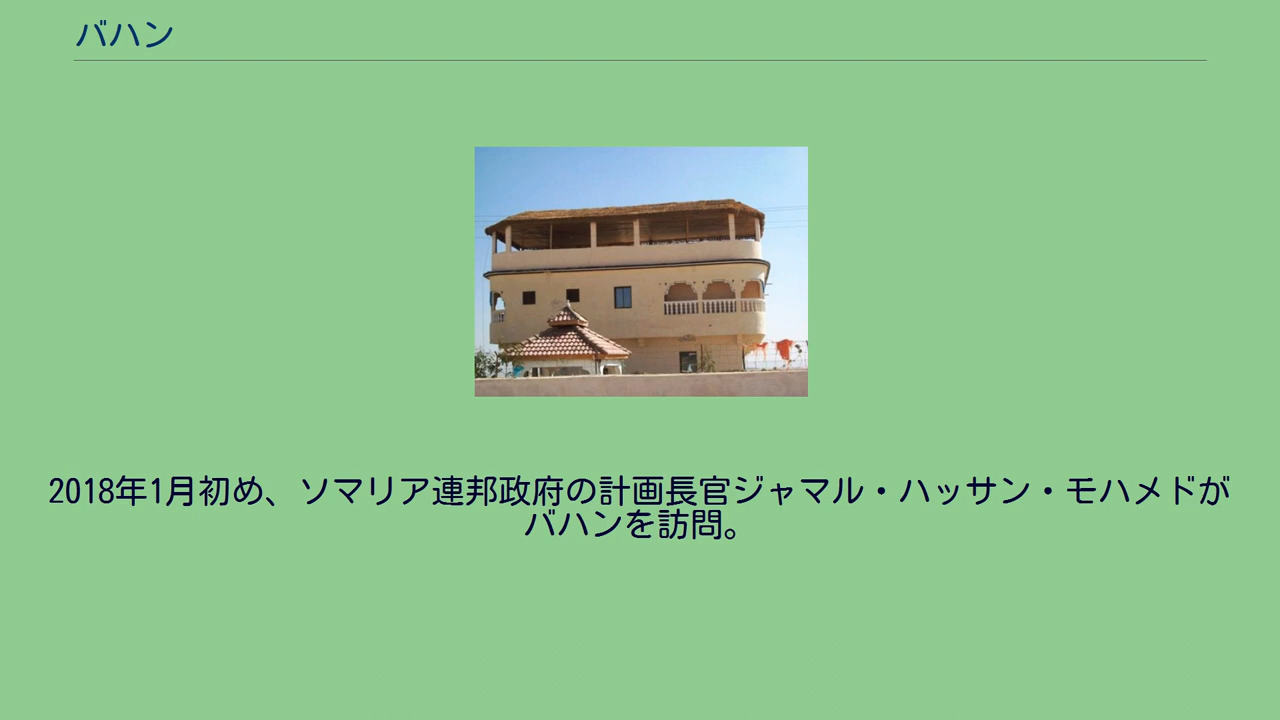 バハン
2018年1月初め、ソマリア連邦政府の計画長官ジャマル・ハッサン・モハメドが
バハンを訪問。